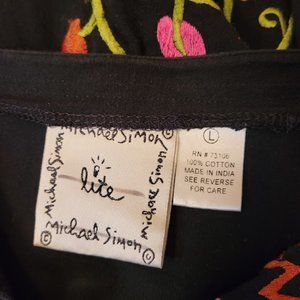 © Michael Simon ©
Michael Simon
lite
Michael Simon
© Michael Simon ©
L
RN # 73106
100% COTTON
MADE IN INDIA
SEE REVERSE
FOR CARE